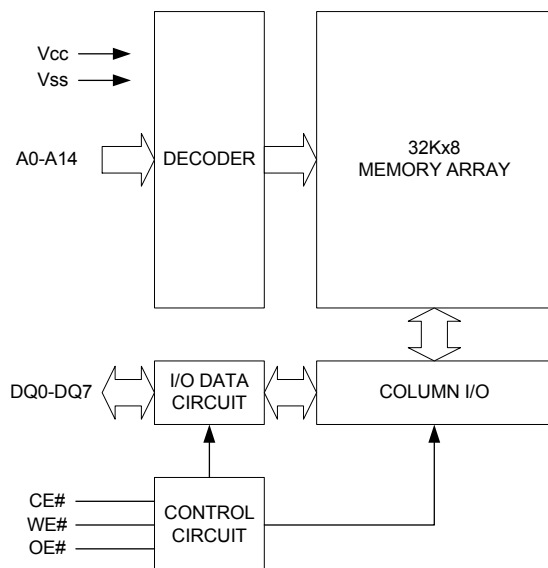 Vcc
Vss
A0-A14
DECODER
32Kx8
MEMORY ARRAY
DQ0-DQ7
I/O DATA
CIRCUIT
COLUMN I/O
CE#
WE#
OE#
CONTROL
CIRCUIT